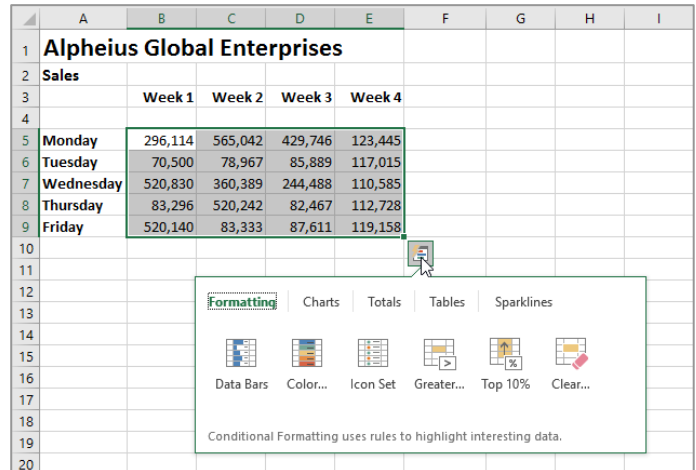 A B C D E F G H I
1 Alpheius Global Enterprises
2 Sales
3 Week 1 Week 2 Week 3 Week 4
4
5 Monday 296,114 565,042 429,746 123,445
6 Tuesday 70,500 78,967 85,889 117,015
7 Wednesday 520,830 360,389 244,488 110,585
8 Thursday 83,296 520,242 82,467 112,728
9 Friday 520,140 83,333 87,611 119,158
10
11
12
13 Formatting Charts Totals Tables Sparklines
14
15
16 Data Bars Color... Icon Set Greater... Top 10% Clear...
17
18
19 Conditional Formatting uses rules to highlight interesting data.
20